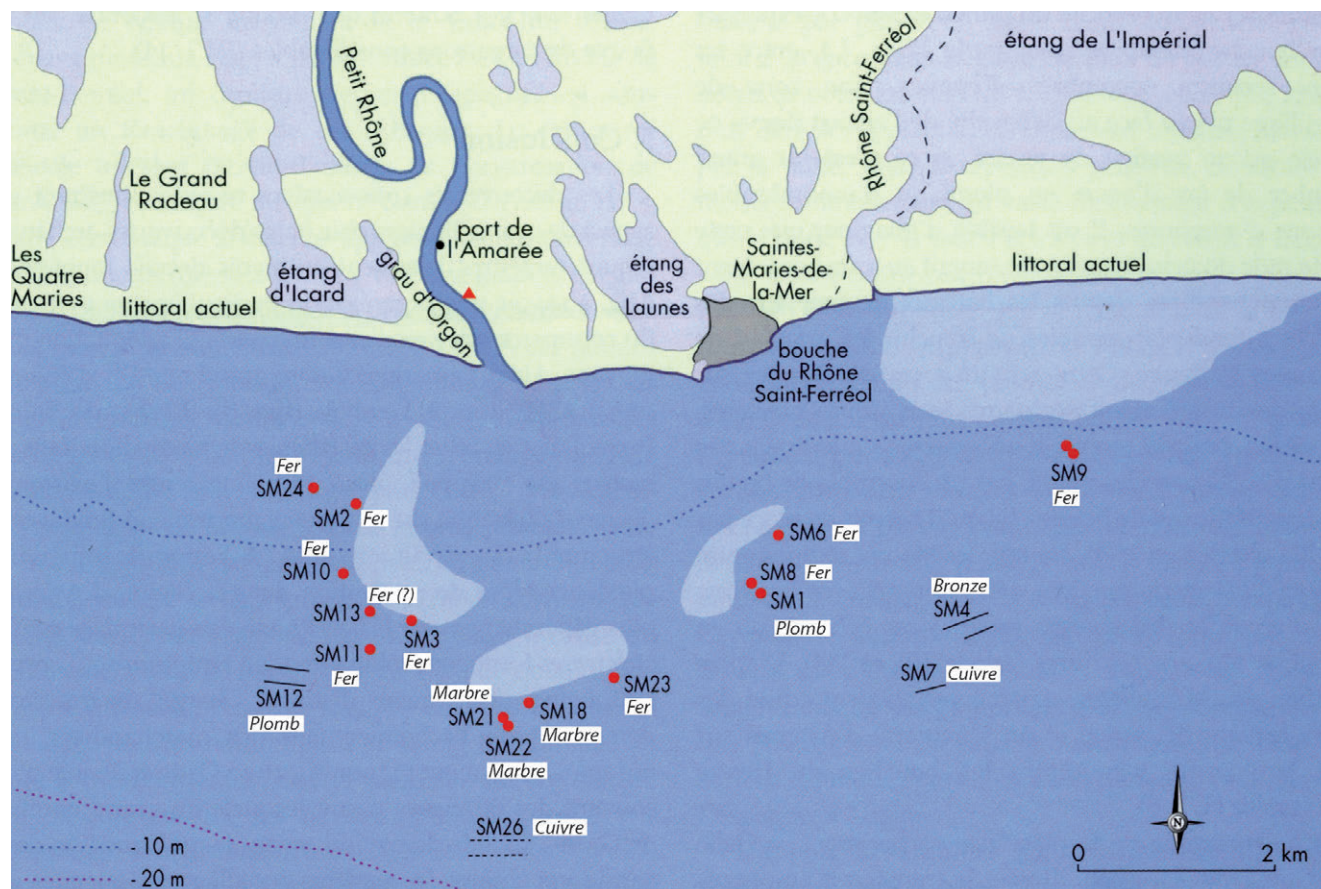 étang de L'Impérial
Rhône Saint-Ferréol
Petit Rhône
Le Grand
Radeau
port de
l'Amarée
Les
Quatre
Maries
étang
d'Icard
grau d'Orgon
étang
des
Launes
Saintes-
Maries-de-
la-Mer
littoral actuel
littoral actuel
bouche
du Rhône
Saint-Ferréol
Fer
SM24
SM2 Fer
Fer
SM10
Fer (?)
SM13
SM3
Fer
SM11
Fer
SM12
Plomb
SM9
Fer
SM6 Fer
SM8 Fer
SM1
Plomb
Bronze
SM4
SM7 Cuivre
SM23
Fer
Marbre
SM21
SM18
Marbre
SM22
Marbre
SM26 Cuivre
- 10 m
- 20 m
N
0 2 km